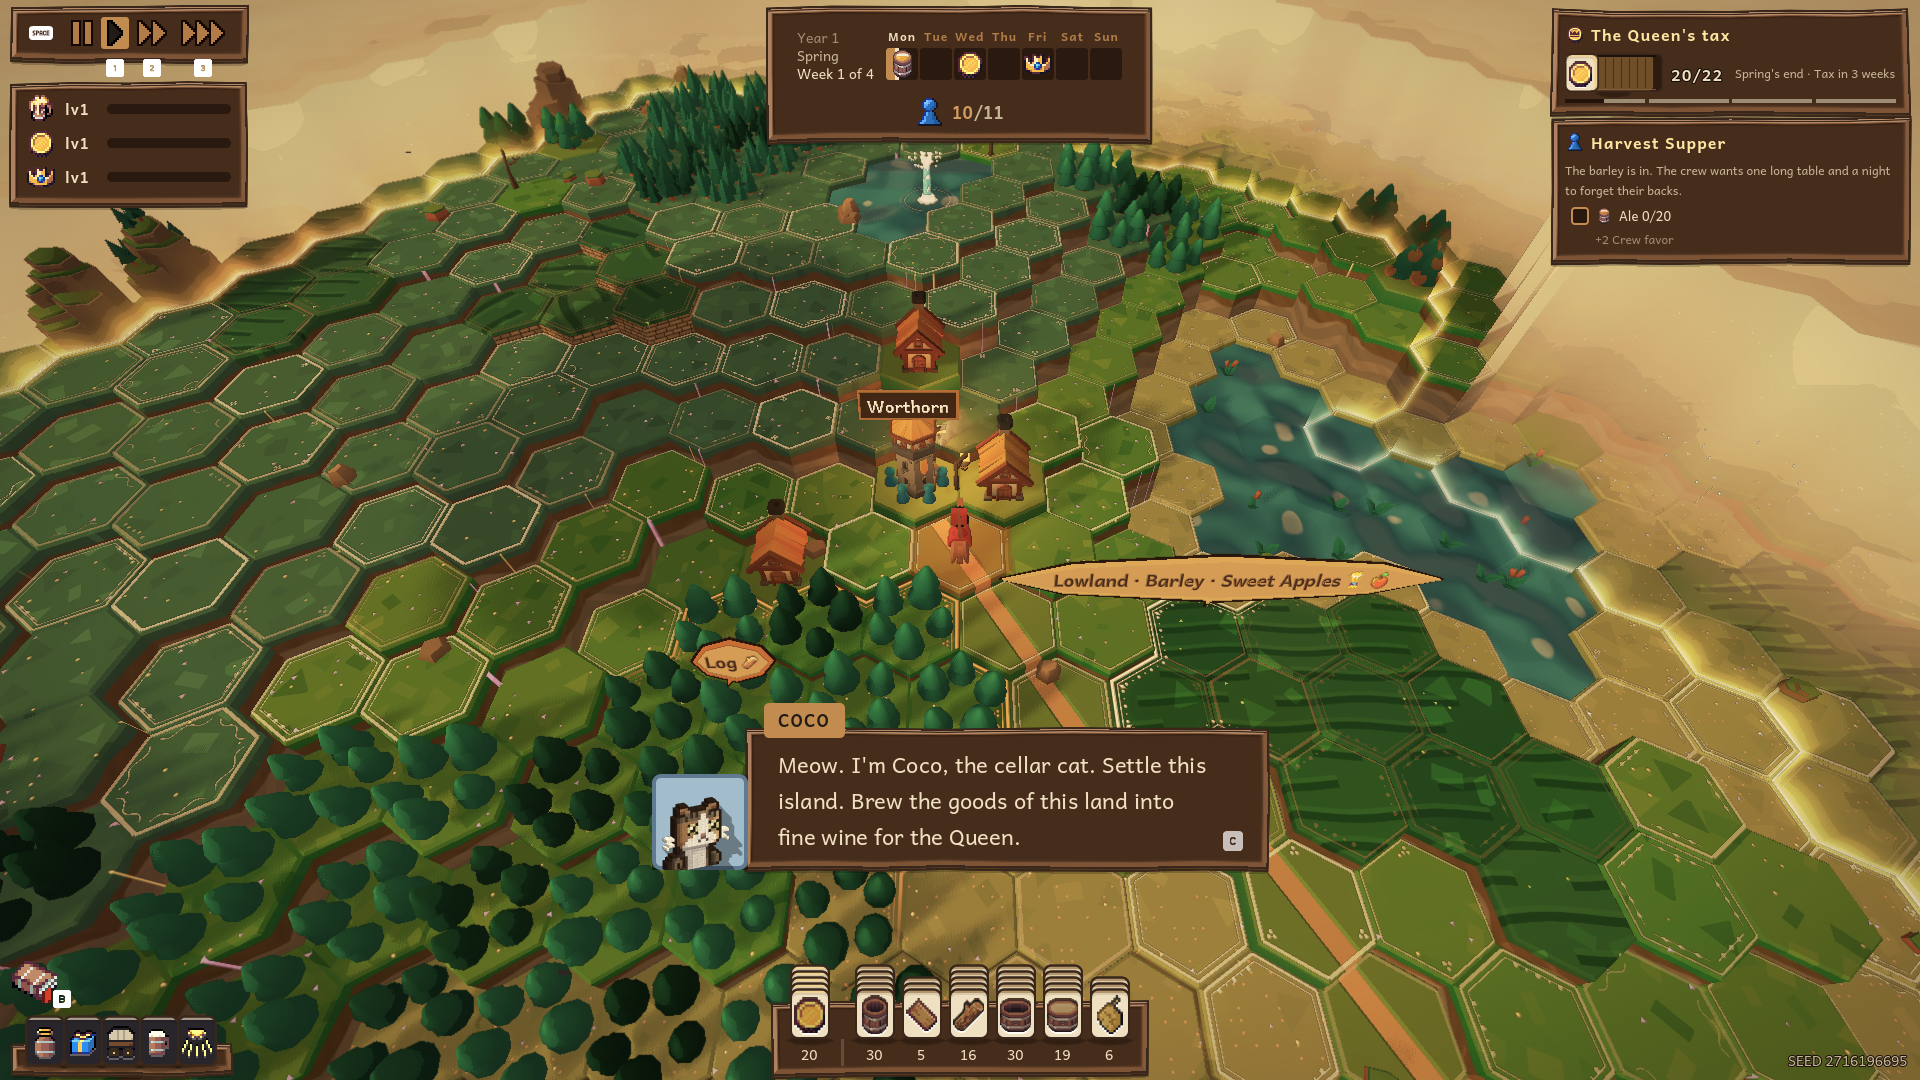 SPACE
1
2
3
lv1
lv1
lv1
Year 1
Spring
Week 1 of 4
Mon Tue Wed Thu Fri Sat Sun
10/11
The Queen's tax
20/22 Spring's end · Tax in 3 weeks
Harvest Supper
The barley is in. The crew wants one long table and a night
to forget their backs.
Ale 0/20
+2 Crew favor
Worthorn
Lowland · Barley · Sweet Apples
Log
COCO
Meow. I'm Coco, the cellar cat. Settle this
island. Brew the goods of this land into
fine wine for the Queen.
C
B
20 30 5 16 30 19 6
SEED 2716196695